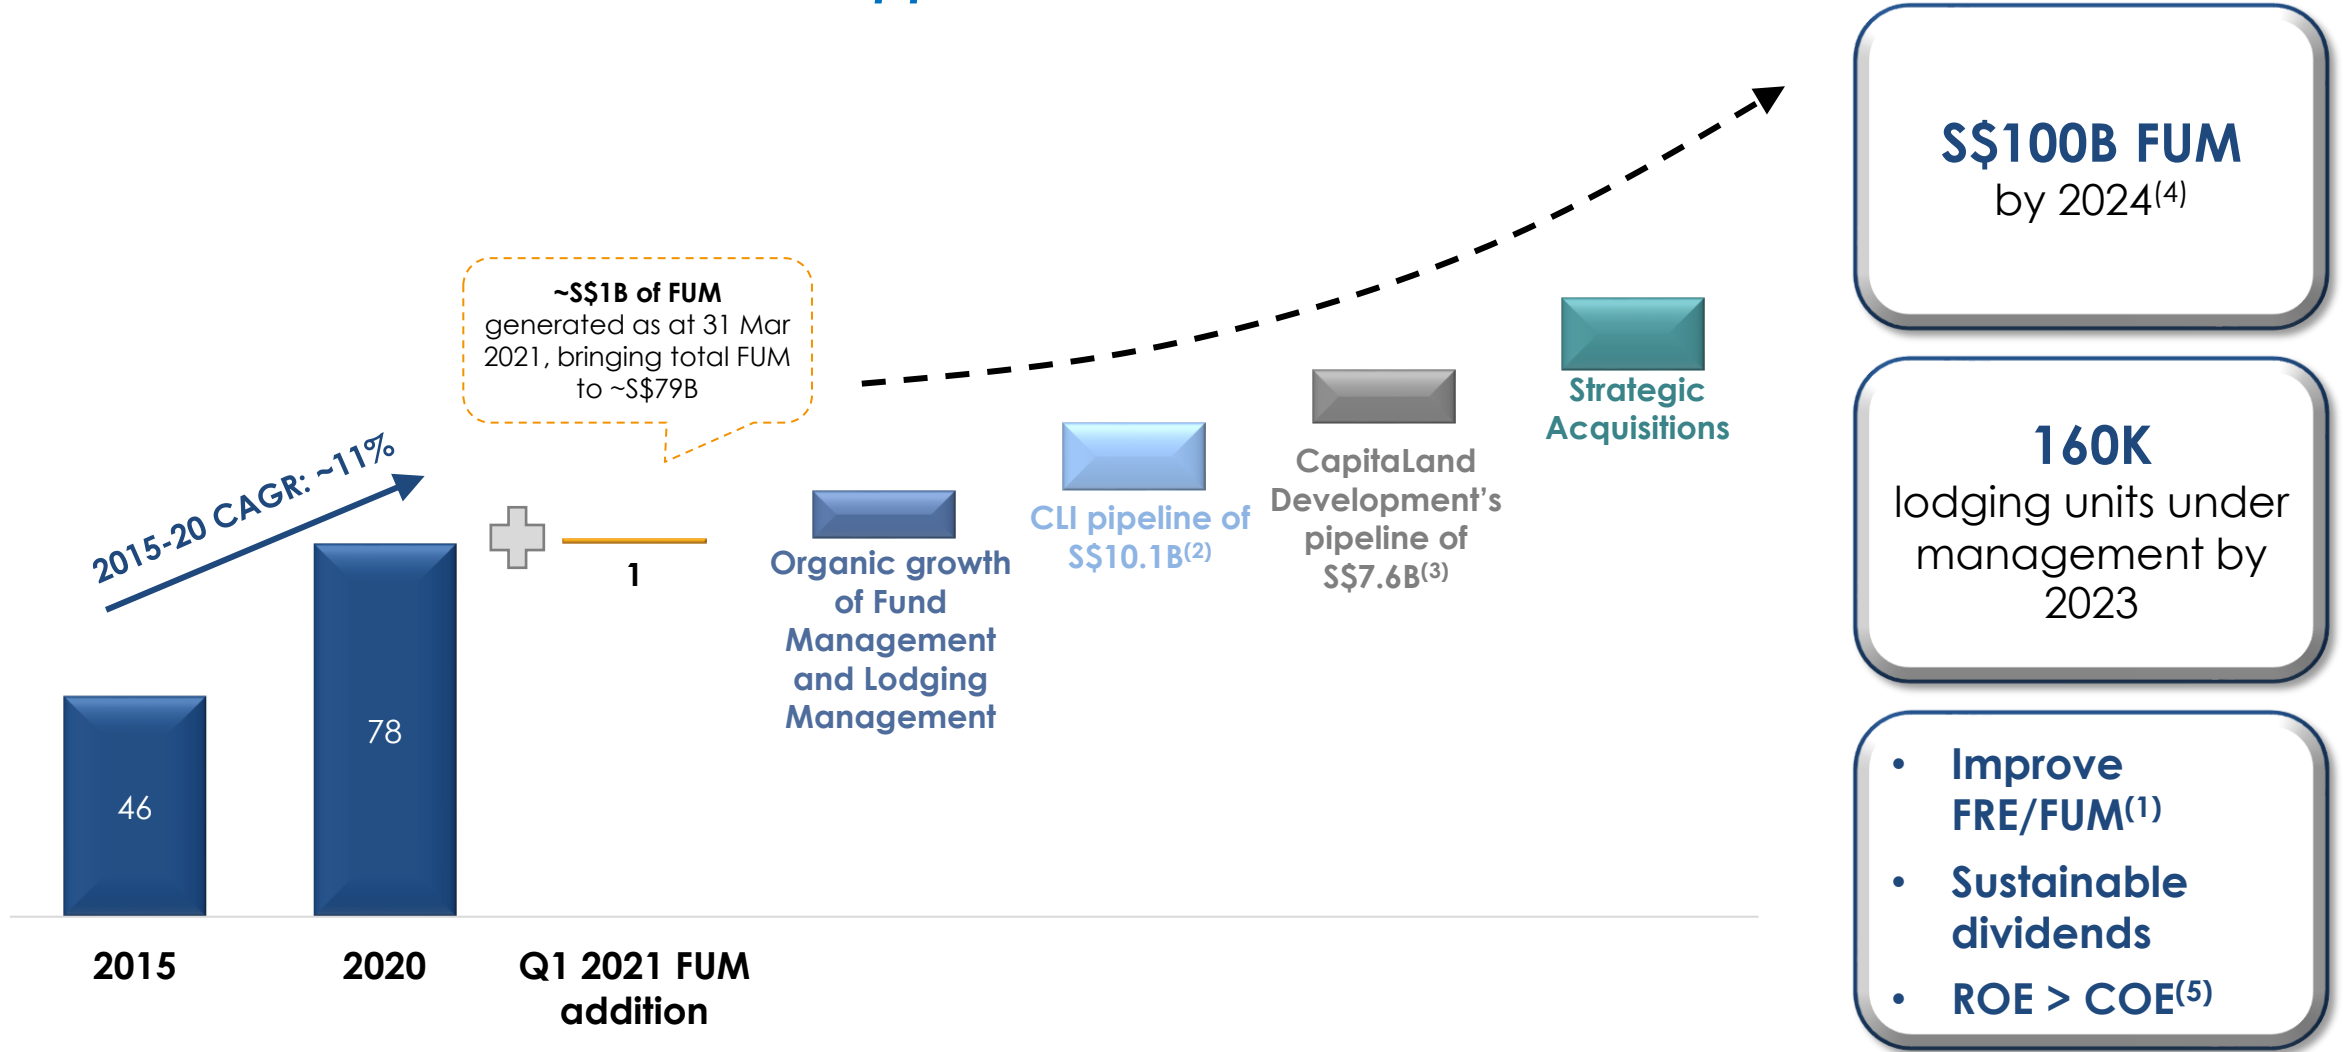 2015-20 CAGR: ~11%
46
2015
78
2020
~S$1B of FUM
generated as at 31 Mar
2021, bringing total FUM
to ~S$79B
1
Q1 2021 FUM
addition
Organic growth
of Fund
Management
and Lodging
Management
CLI pipeline of
S$10.1B(2)
CapitaLand
Development’s
pipeline of
S$7.6B(3)
Strategic
Acquisitions
S$100B FUM
by 2024(4)
160K
lodging units under
management by
2023
• Improve
FRE/FUM(1)
• Sustainable
dividends
• ROE > COE(5)